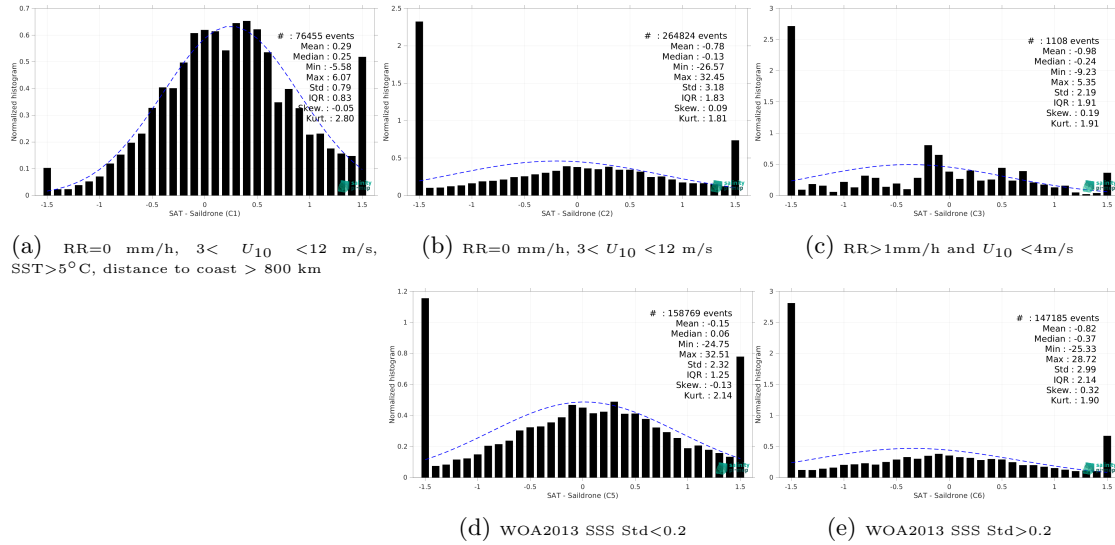 0.7
0.6
0.5
0.4
0.3
0.2
0.1
0
Normalized histogram
# : 76455 events
Mean : 0.29
Median : 0.25
Min : -5.58
Max : 6.07
Std : 0.79
IQR : 0.83
Skew. : -0.05
Kurt. : 2.80
-1.5 -1 -0.5 0 0.5 1 1.5
SAT - Saildrone (C1)
(a) RR=0 mm/h, 3< U10 <12 m/s,
SST>5°C, distance to coast > 800 km
2.5
2
1.5
1
0.5
0
Normalized histogram
# : 264824 events
Mean : -0.78
Median : -0.13
Min : -26.57
Max : 32.45
Std : 3.18
IQR : 1.83
Skew. : 0.09
Kurt. : 1.81
-1.5 -1 -0.5 0 0.5 1 1.5
SAT - Saildrone (C2)
(b) RR=0 mm/h, 3< U10 <12 m/s
3
2.5
2
1.5
1
0.5
0
Normalized histogram
# : 1108 events
Mean : -0.98
Median : -0.24
Min : -9.23
Max : 5.35
Std : 2.19
IQR : 1.91
Skew. : 0.19
Kurt. : 1.91
-1.5 -1 -0.5 0 0.5 1 1.5
SAT - Saildrone (C3)
(c) RR>1mm/h and U10 <4m/s
1.2
1
0.8
0.6
0.4
0.2
0
Normalized histogram
# : 158769 events
Mean : -0.15
Median : 0.06
Min : -24.75
Max : 32.51
Std : 2.32
IQR : 1.25
Skew. : -0.13
Kurt. : 2.14
-1.5 -1 -0.5 0 0.5 1 1.5
SAT - Saildrone (C5)
(d) WOA2013 SSS Std<0.2
3
2.5
2
1.5
1
0.5
0
Normalized histogram
# : 147185 events
Mean : -0.82
Median : -0.37
Min : -25.33
Max : 28.72
Std : 2.99
IQR : 2.14
Skew. : 0.32
Kurt. : 1.90
-1.5 -1 -0.5 0 0.5 1 1.5
SAT - Saildrone (C6)
(e) WOA2013 SSS Std>0.2